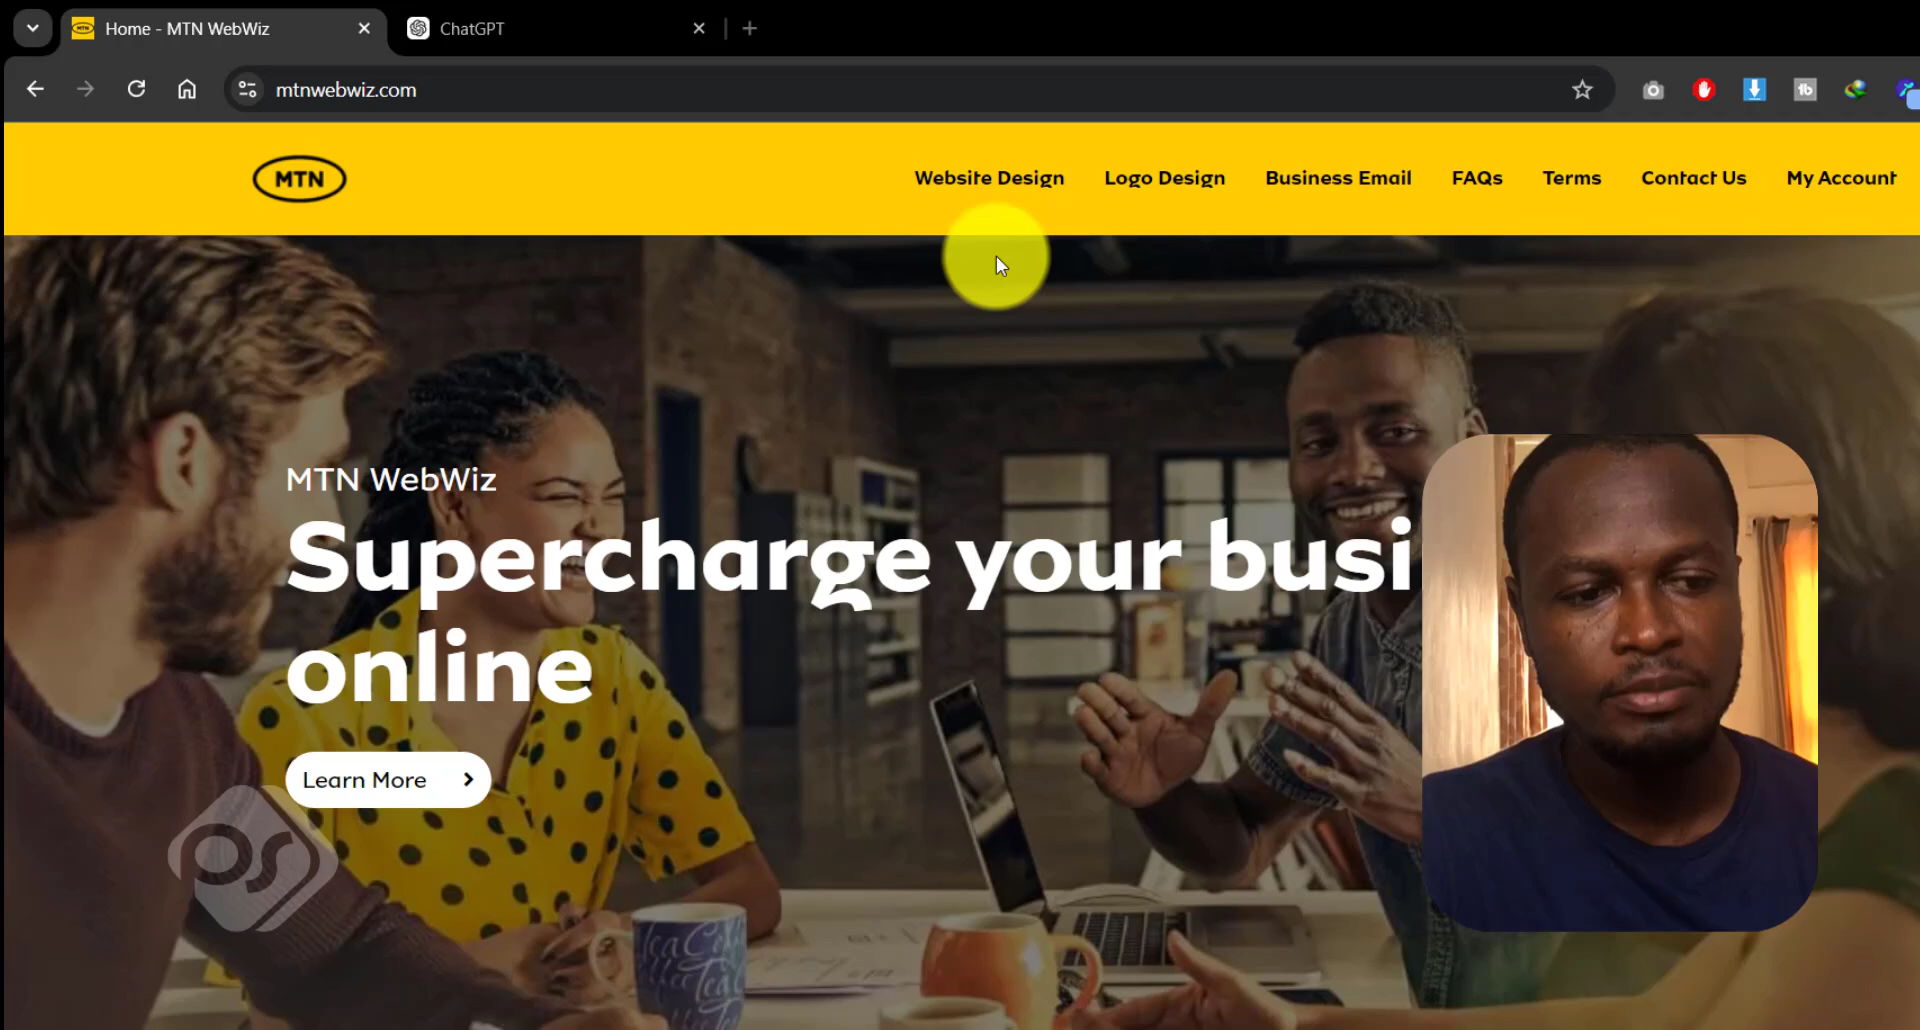 Home - MTN WebWiz
ChatGPT
mtnwebwiz.com
MTN
Website Design
Logo Design
Business Email
FAQs
Terms
Contact Us
My Account
MTN WebWiz
Supercharge your busi
online
Learn More